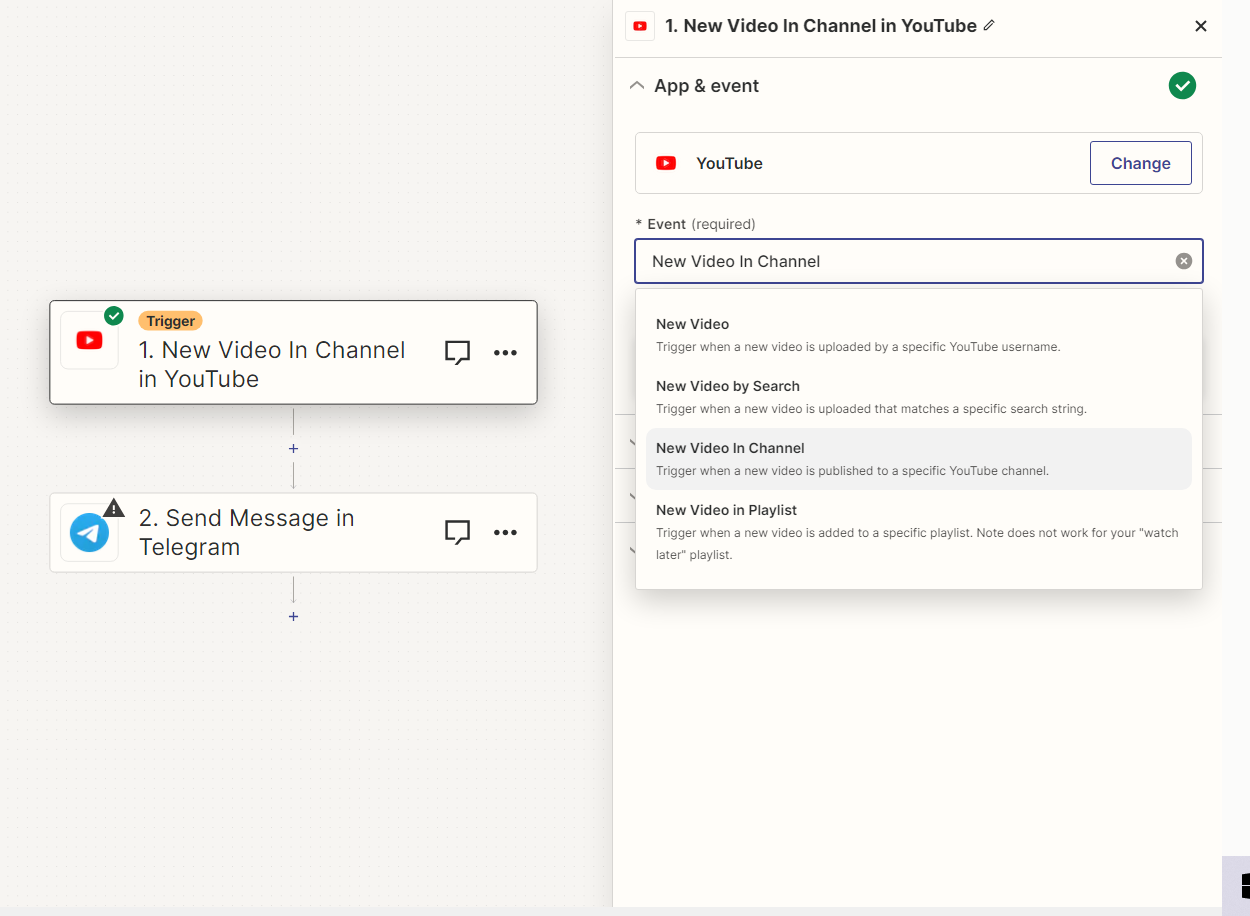 1. New Video In Channel in YouTube
App & event
YouTube
Change
* Event (required)
New Video In Channel
New Video
Trigger when a new video is uploaded by a specific YouTube username.
New Video by Search
Trigger when a new video is uploaded that matches a specific search string.
New Video In Channel
Trigger when a new video is published to a specific YouTube channel.
New Video in Playlist
Trigger when a new video is added to a specific playlist. Note does not work for your "watch
later" playlist.
Trigger
1. New Video In Channel
in YouTube
2. Send Message in
Telegram